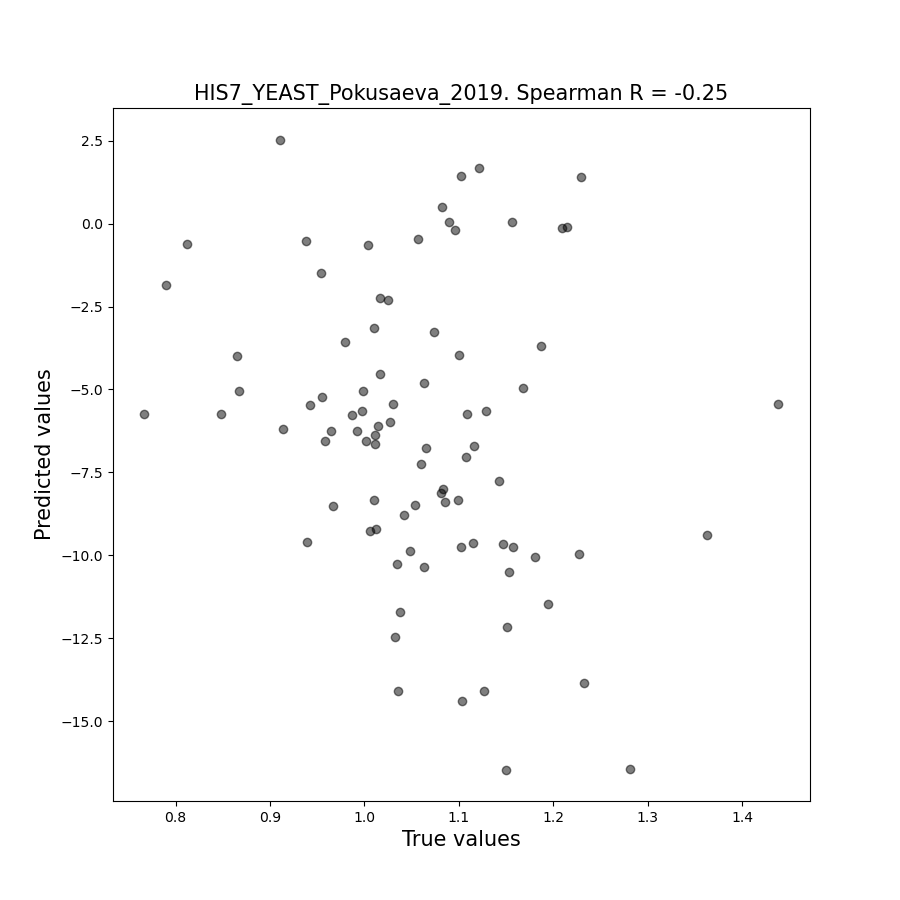 HIS7_YEAST_Pokusaeva_2019. Spearman R = -0.25
2.5
0.0
−2.5
−5.0
−7.5
−10.0
−12.5
−15.0
Predicted values
0.8 0.9 1.0 1.1 1.2 1.3 1.4
True values